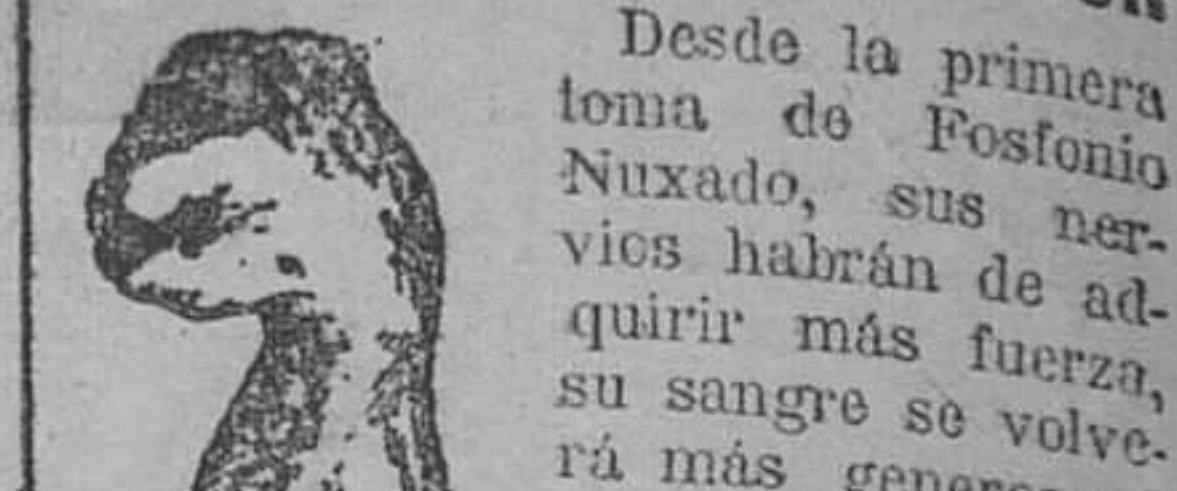 Desde la primera
toma de Fosfonio
Nuxado, sus ner-
vios habrán de ad-
quirir más fuerza,
su sangre se volve-
rá más